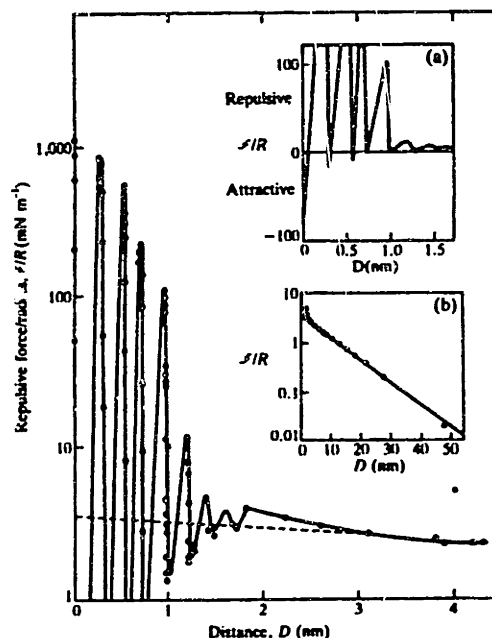 Repulsive force/radius, F/R (mN m⁻¹)
1,000
100
10
1
0
1
2
3
4
Distance, D (nm)
(a)
100
Repulsive
F/R
0
Attractive
−100
0
0.5
1.0
1.5
D(nm)
(b)
10
1
F/R
0.1
0.01
0 10 20 30 40 50
D (nm)